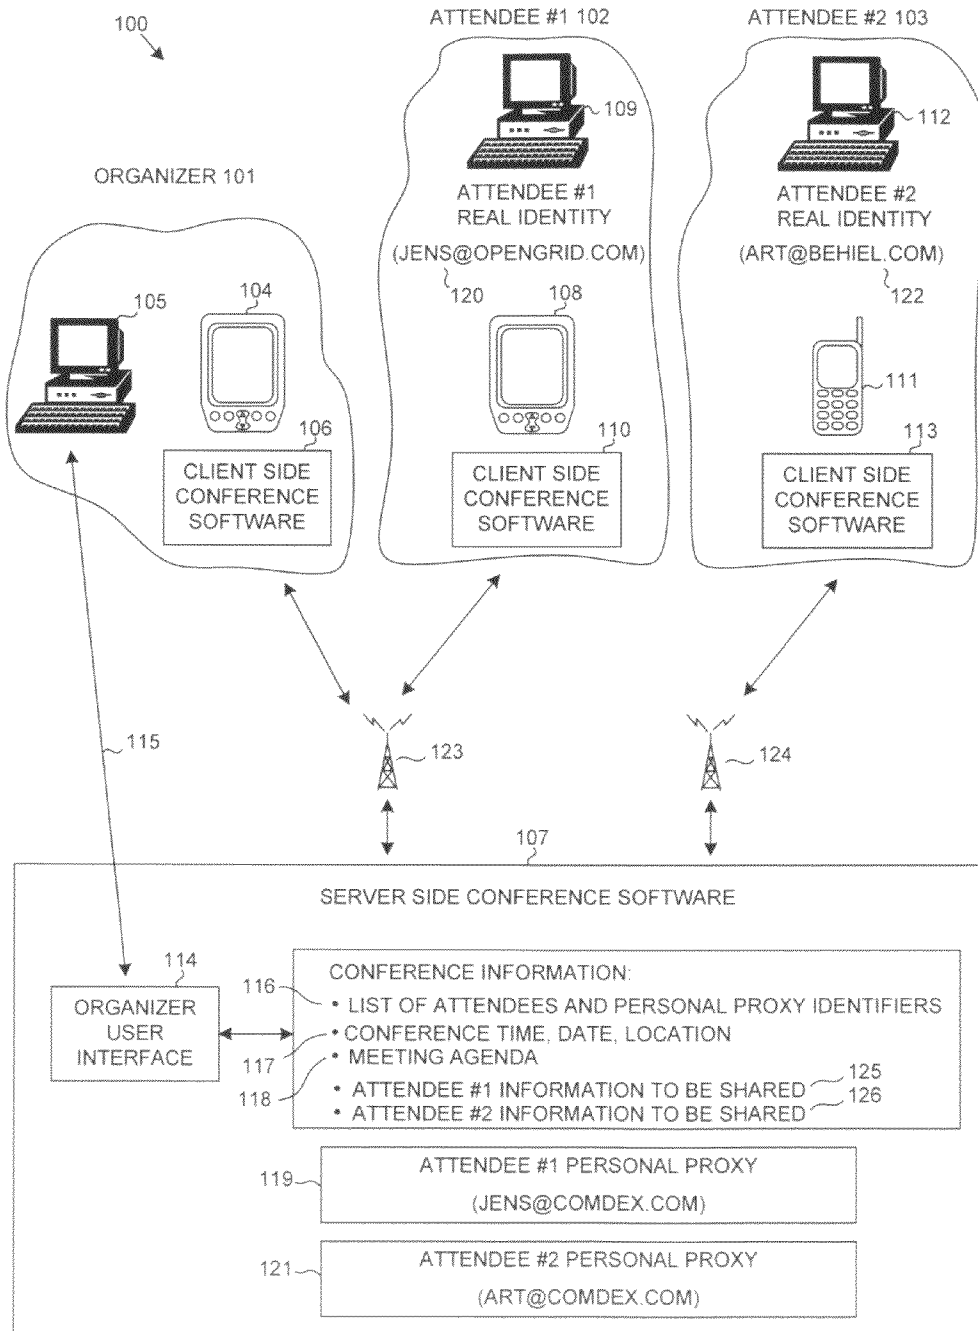 100
ATTENDEE #1 102
ATTENDEE #2 103
109
112
ORGANIZER 101
ATTENDEE #1
REAL IDENTITY
(JENS@OPENGRID.COM)
120
ATTENDEE #2
REAL IDENTITY
(ART@BEHIEL.COM)
122
105
104
108
111
106
110
113
CLIENT SIDE
CONFERENCE
SOFTWARE
CLIENT SIDE
CONFERENCE
SOFTWARE
CLIENT SIDE
CONFERENCE
SOFTWARE
115
123
124
107
SERVER SIDE CONFERENCE SOFTWARE
114
ORGANIZER
USER
INTERFACE
CONFERENCE INFORMATION:
116
• LIST OF ATTENDEES AND PERSONAL PROXY IDENTIFIERS
117
• CONFERENCE TIME, DATE, LOCATION
118
• MEETING AGENDA
• ATTENDEE #1 INFORMATION TO BE SHARED
125
• ATTENDEE #2 INFORMATION TO BE SHARED
126
119
ATTENDEE #1 PERSONAL PROXY
(JENS@COMDEX.COM)
121
ATTENDEE #2 PERSONAL PROXY
(ART@COMDEX.COM)